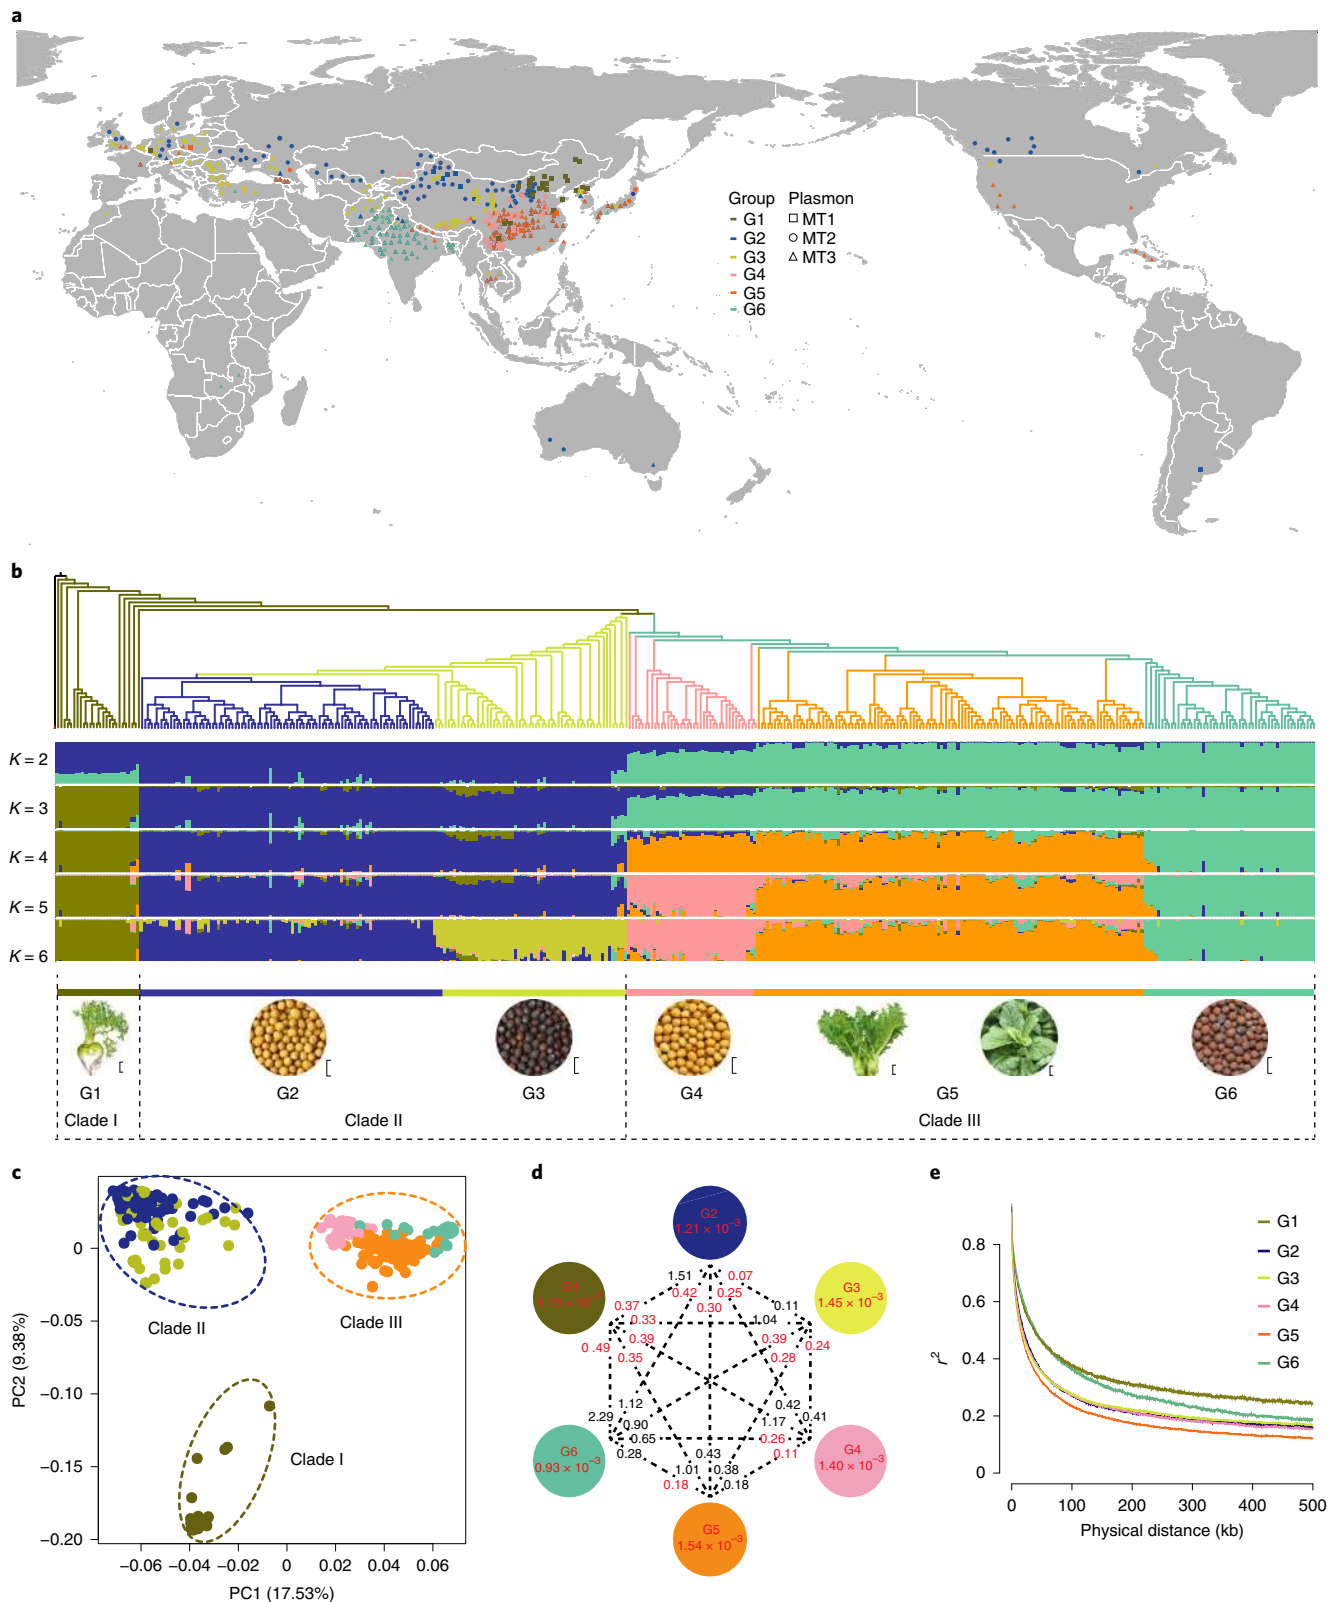 a
Group
Plasmon
G1
MT1
G2
MT2
G3
MT3
G4
G5
G6
b
K = 2
K = 3
K = 4
K = 5
K = 6
G1
G2
G3
G4
G5
G6
Clade I
Clade II
Clade III
c
0
−0.05
−0.10
−0.15
−0.20
PC2 (9.38%)
Clade II
Clade III
Clade I
−0.06
−0.04
−0.02
0
0.02
0.04
0.06
PC1 (17.53%)
d
G2
1.21 × 10⁻³
G1
G3
1.45 × 10⁻³
1.51
0.07
0.42
0.25
0.37
0.30
0.11
0.33
1.04
0.49
0.39
0.39
0.24
0.35
0.28
1.12
0.42
2.29
0.90
1.17
0.41
0.65
0.26
0.28
0.43
0.11
1.01
0.38
0.18
0.18
G6
0.93 × 10⁻³
G4
1.40 × 10⁻³
G5
1.54 × 10⁻³
e
G1
G2
G3
G4
G5
G6
0.8
0.6
0.4
0.2
0
r²
0
100
200
300
400
500
Physical distance (kb)